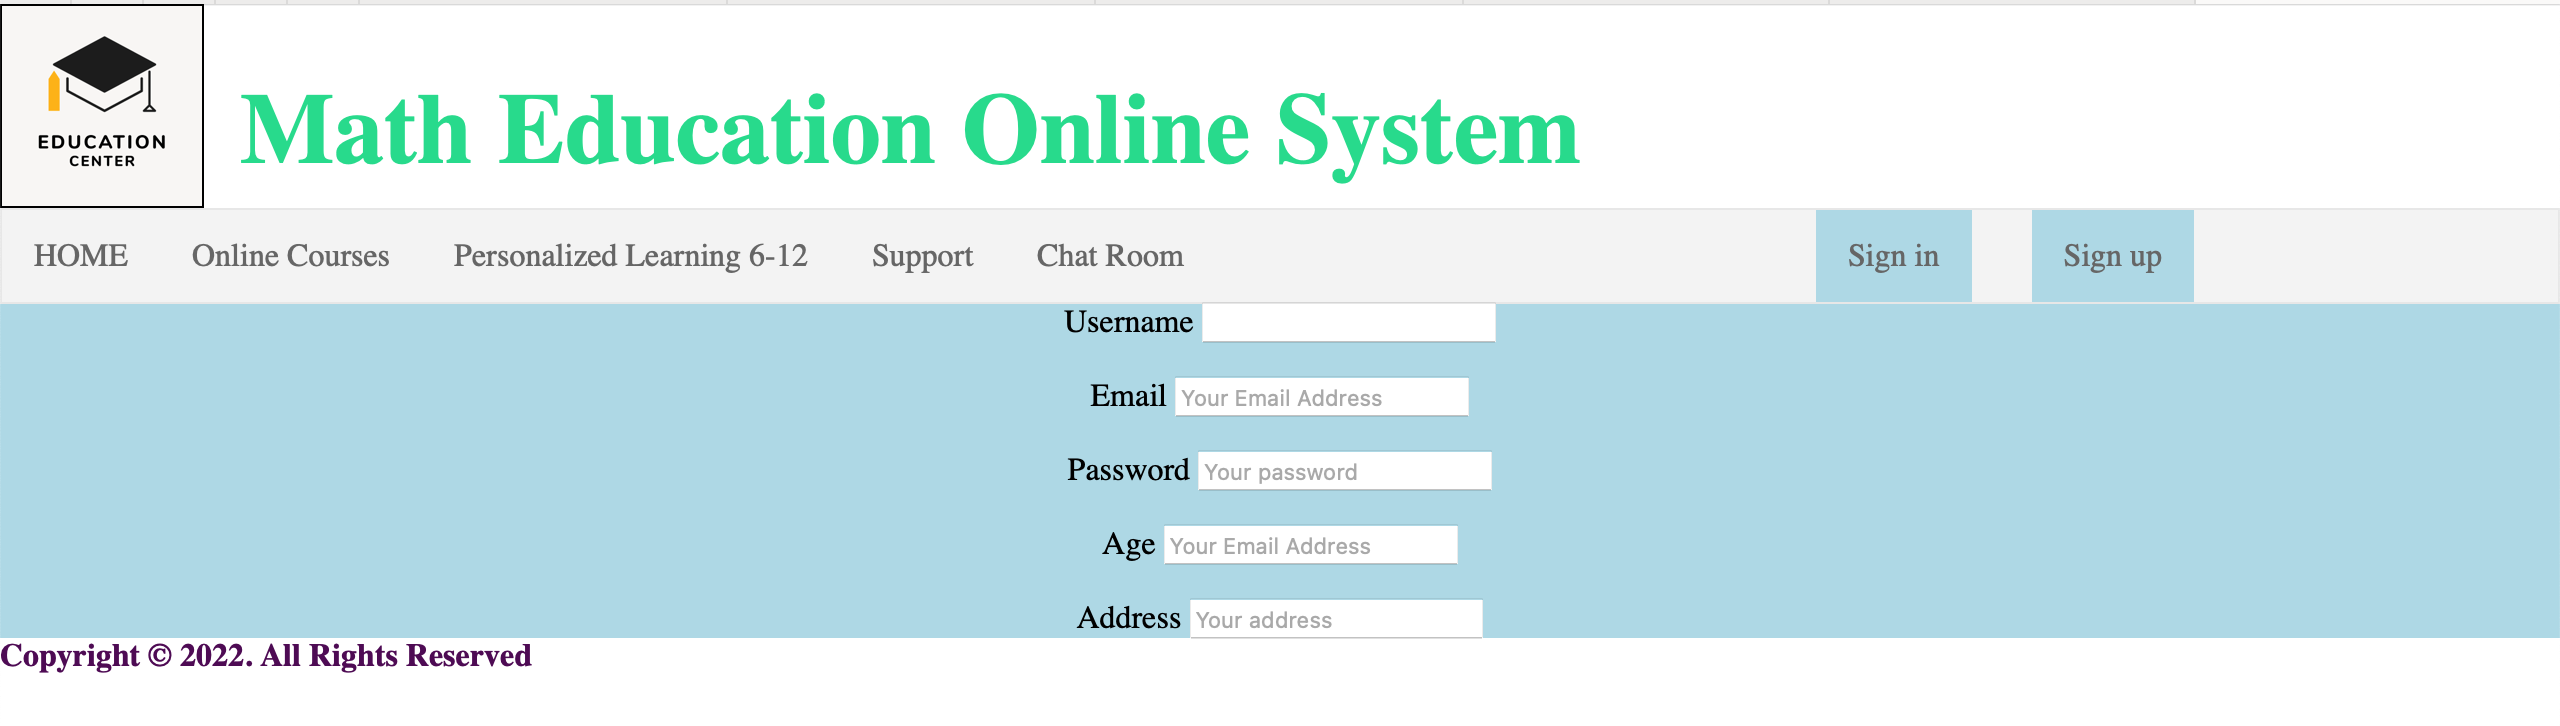 EDUCATION
CENTER
Math Education Online System
HOME Online Courses Personalized Learning 6-12 Support Chat Room Sign in Sign up
Username
Email Your Email Address
Password Your password
Age Your Email Address
Address Your address
Copyright © 2022. All Rights Reserved